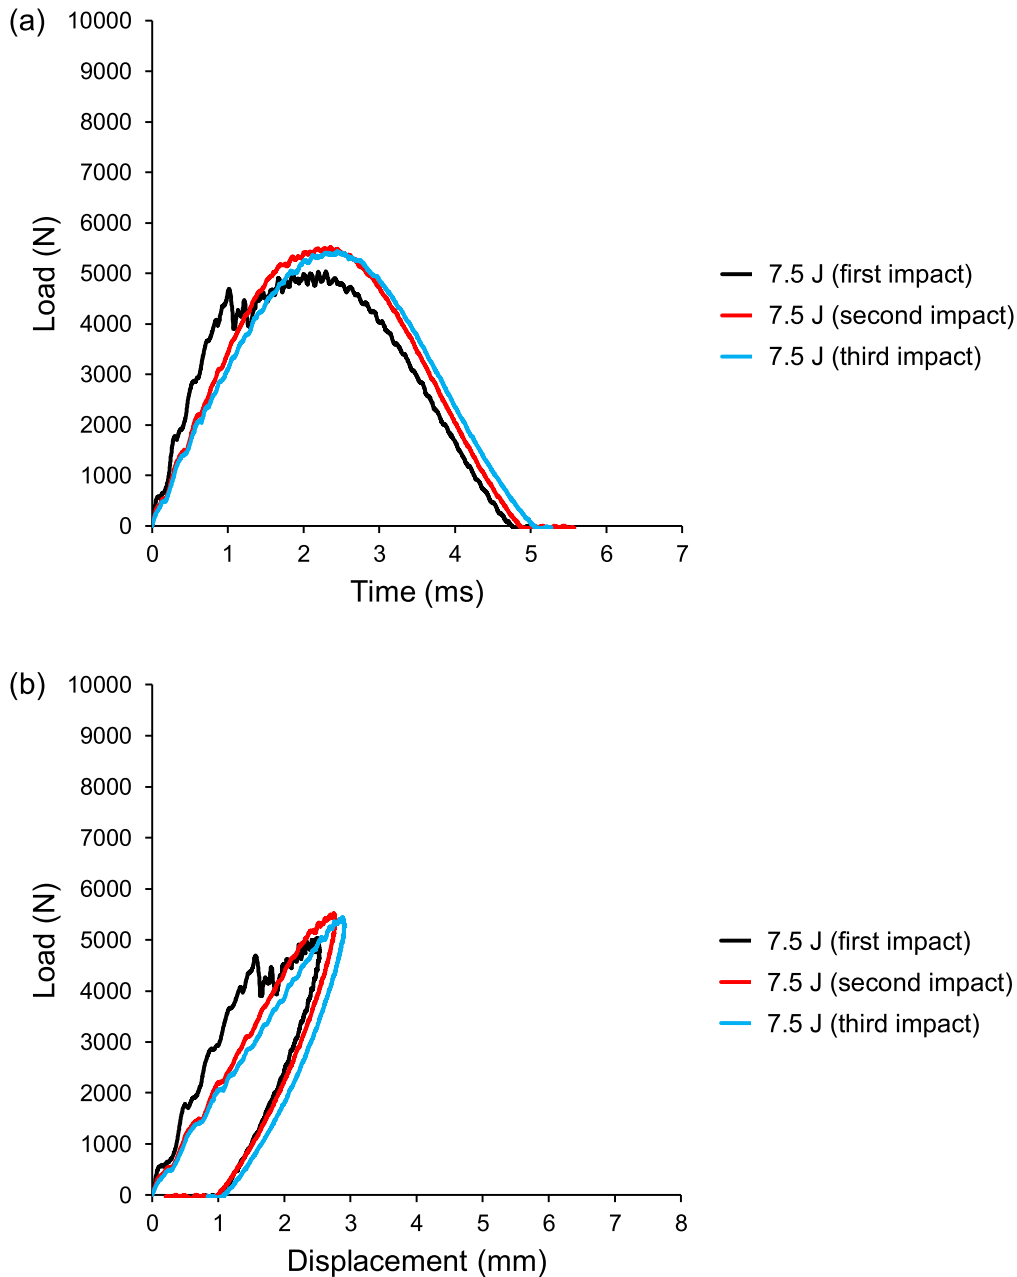 (a)
10000
9000
8000
7000
6000
5000
4000
3000
2000
1000
0
Load (N)
0 1 2 3 4 5 6 7
Time (ms)
7.5 J (first impact)
7.5 J (second impact)
7.5 J (third impact)
(b)
10000
9000
8000
7000
6000
5000
4000
3000
2000
1000
0
Load (N)
0 1 2 3 4 5 6 7 8
Displacement (mm)
7.5 J (first impact)
7.5 J (second impact)
7.5 J (third impact)